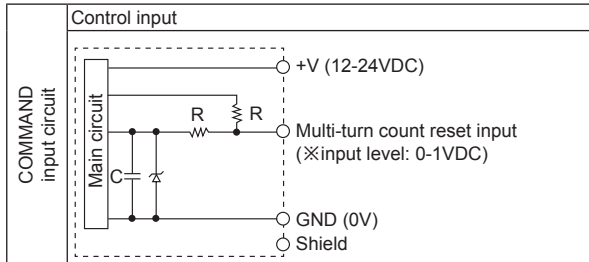 Control input
COMMAND
input circuit
Main circuit
+V (12-24VDC)
R
R
Multi-turn count reset input
(※input level: 0-1VDC)
C
GND (0V)
Shield